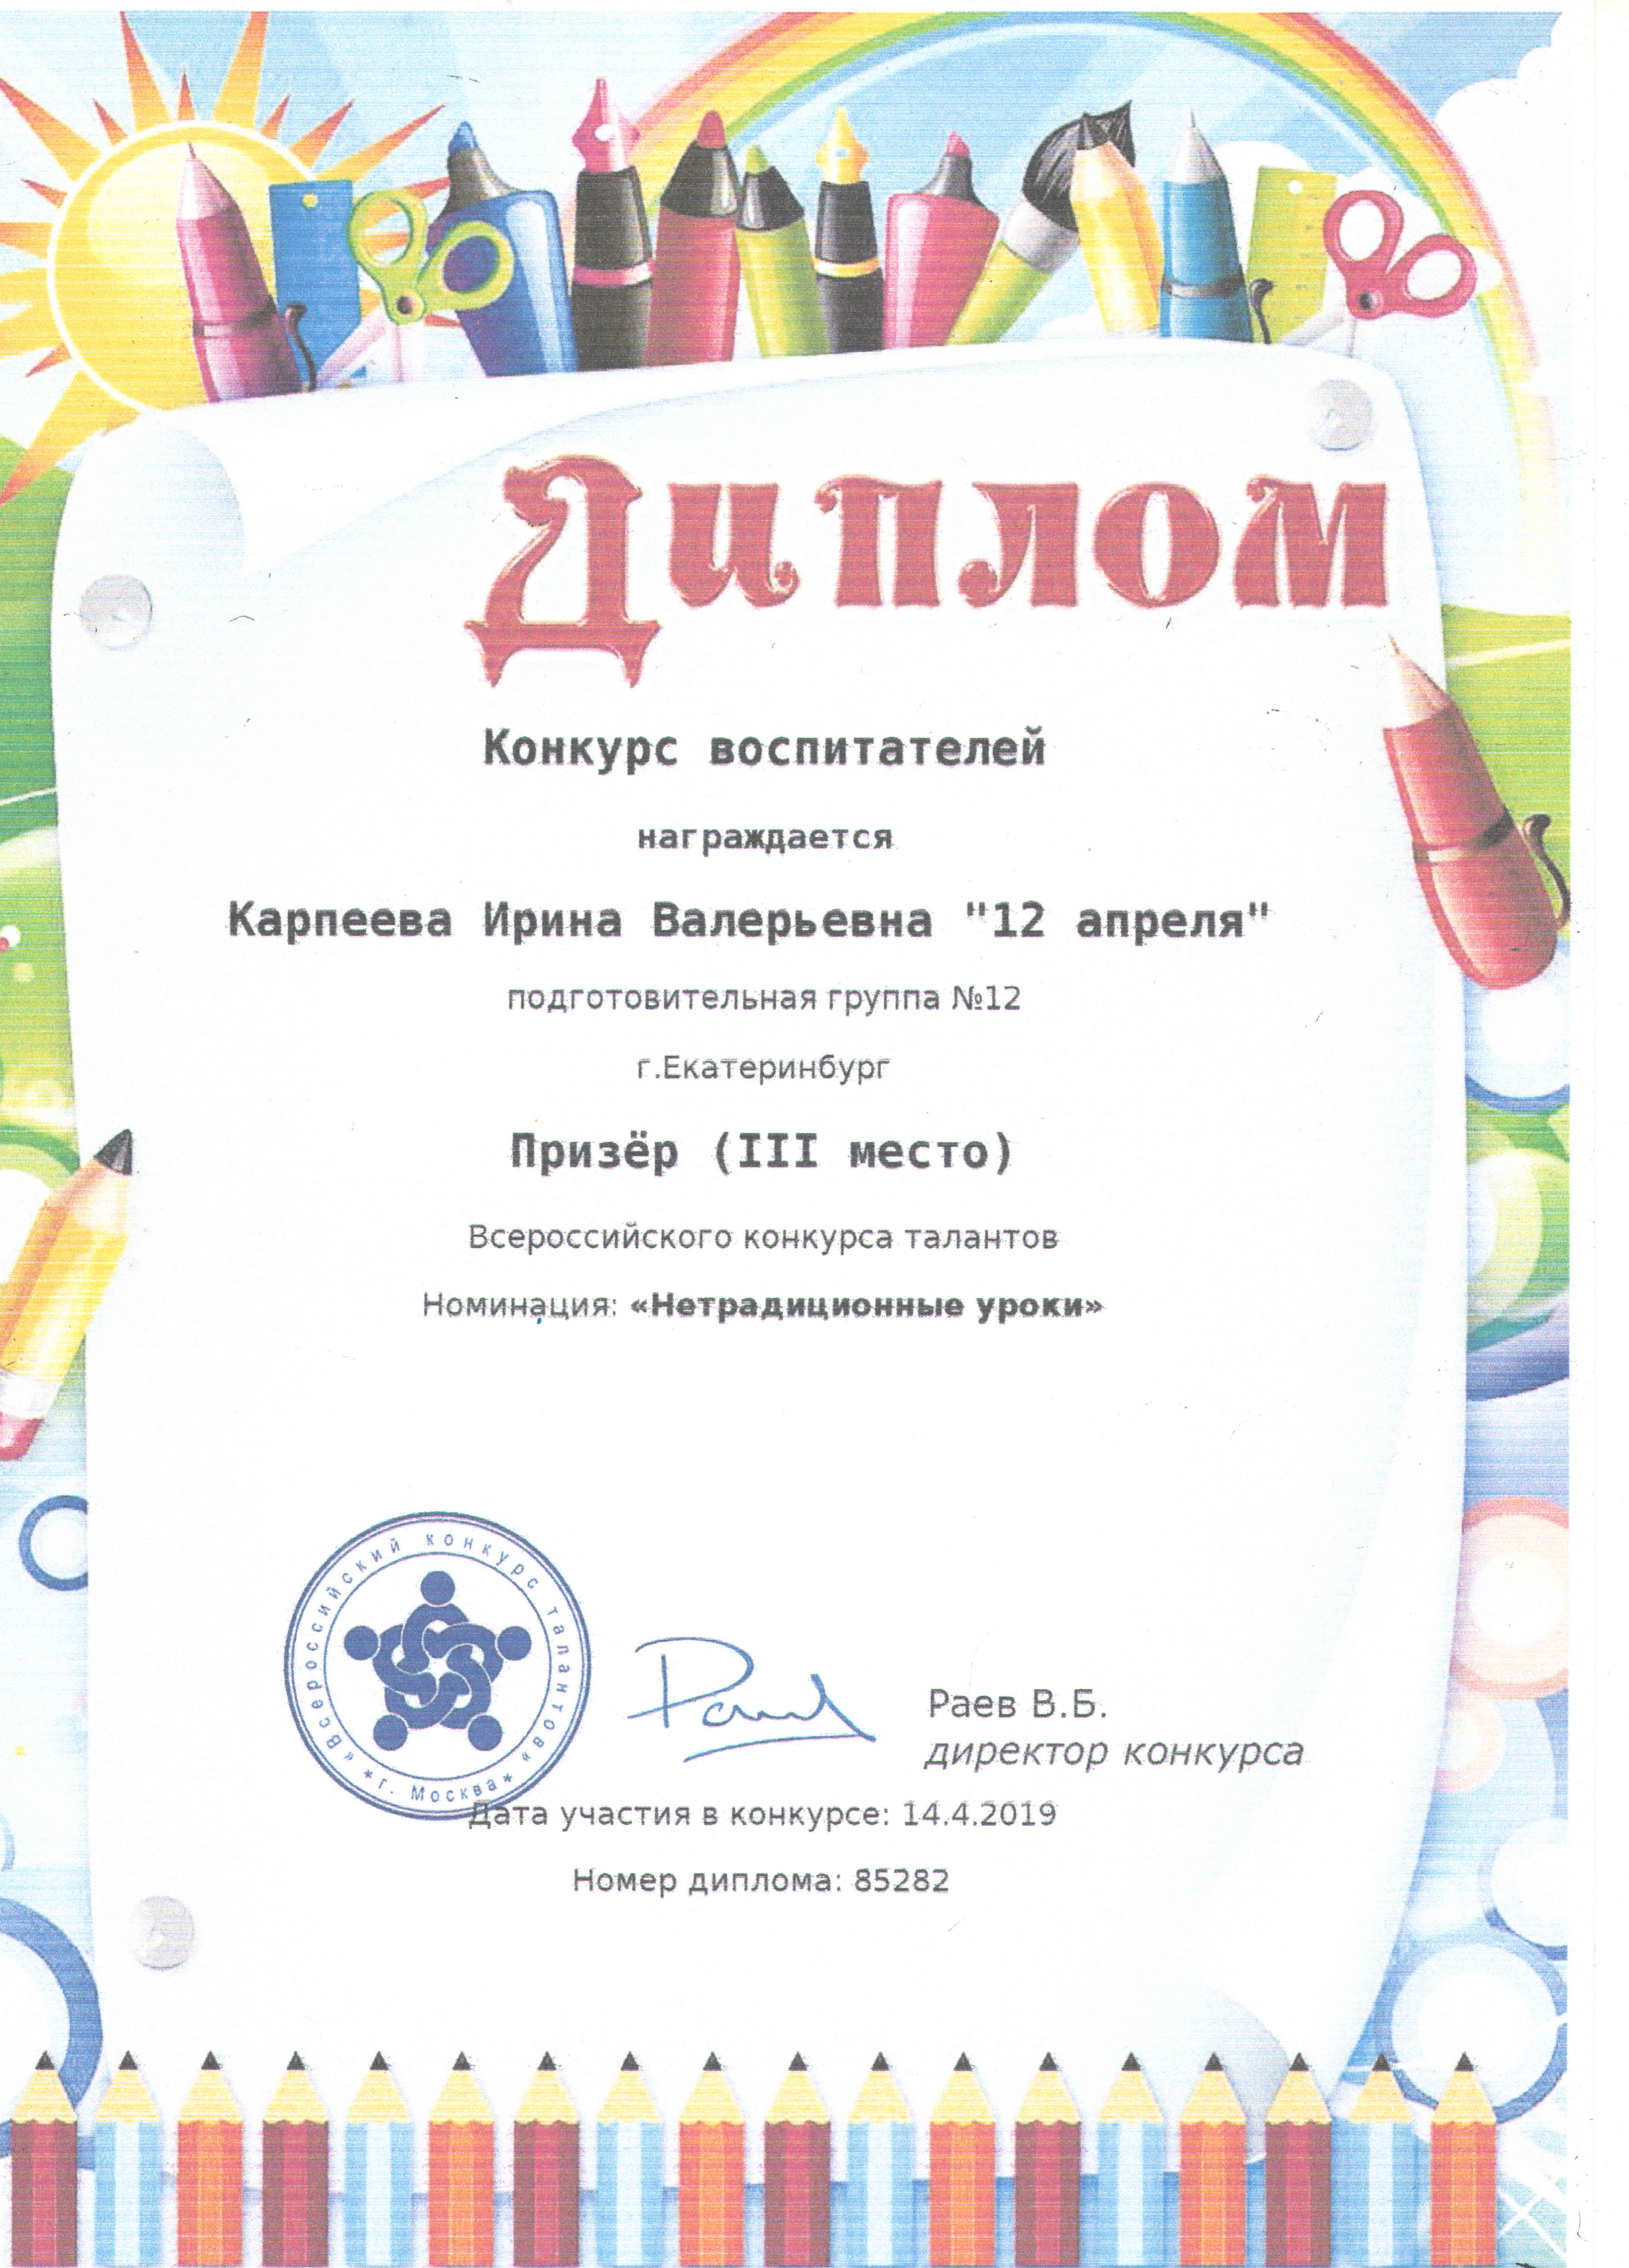 Диплом
Конкурс воспитателей
награждается
Карпеева Ирина Валерьевна "12 апреля"
подготовительная группа №12
г.Екатеринбург
Призёр (III место)
Всероссийского конкурса талантов
Номинация: «Нетрадиционные уроки»
«Всероссийский конкурс талантов»
*г. Москва*
Раев В.Б.
директор конкурса
Дата участия в конкурсе: 14.4.2019
Номер диплома: 85282